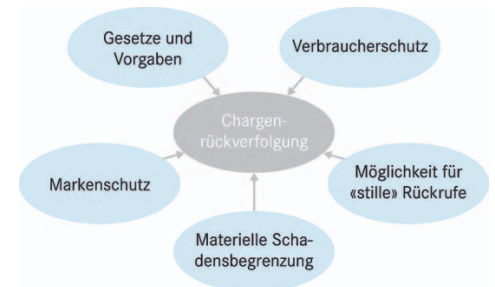 Gesetze und
Vorgaben
Verbraucherschutz
Chargen-
rückverfolgung
Markenschutz
Möglichkeit für
«stille» Rückrufe
Materielle Scha-
densbegrenzung